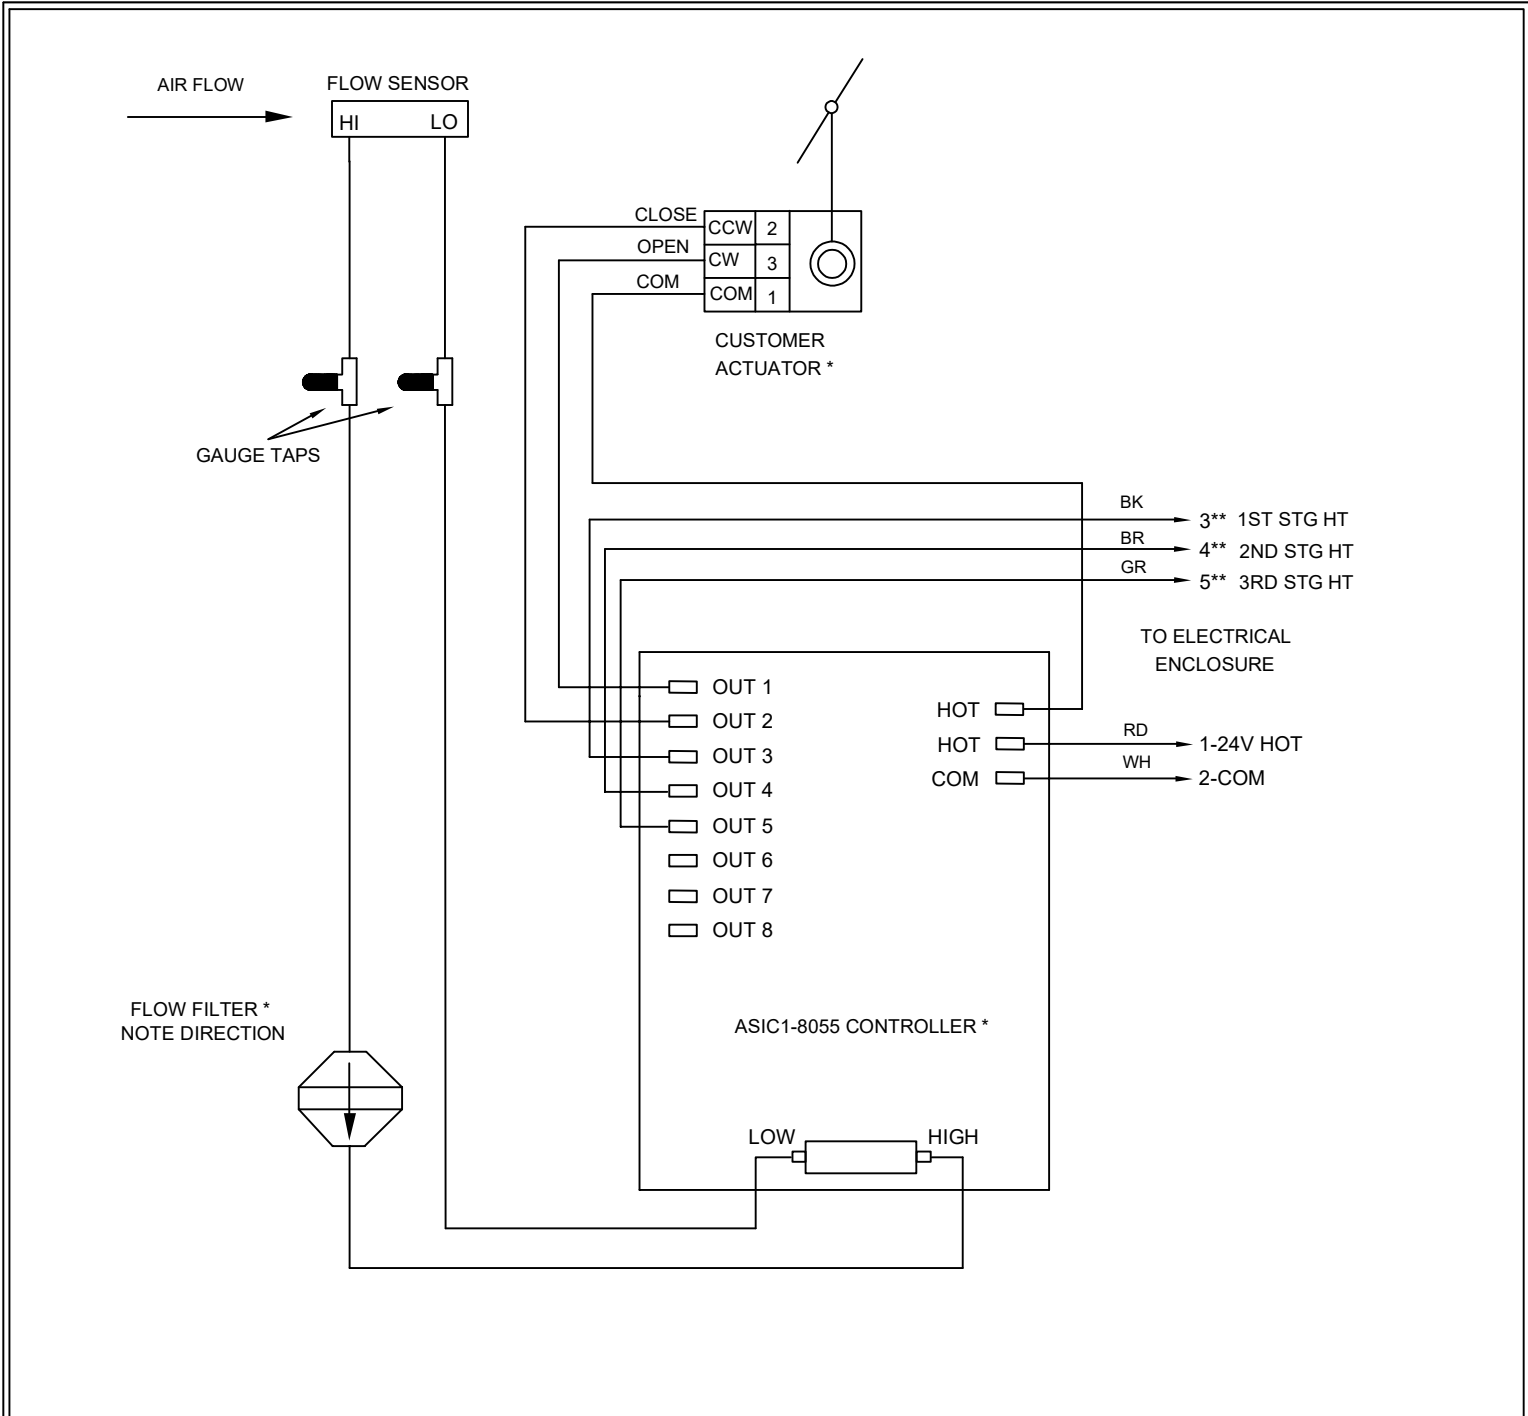 AIR FLOW
FLOW SENSOR
HI LO
CLOSE CCW 2
OPEN CW 3
COM COM 1
CUSTOMER
ACTUATOR *
GAUGE TAPS
BK 3** 1ST STG HT
BR 4** 2ND STG HT
GR 5** 3RD STG HT
TO ELECTRICAL
ENCLOSURE
OUT 1
OUT 2
OUT 3
OUT 4
OUT 5
OUT 6
OUT 7
OUT 8
HOT
HOT RD 1-24V HOT
COM WH 2-COM
FLOW FILTER *
NOTE DIRECTION
ASIC1-8055 CONTROLLER *
LOW HIGH